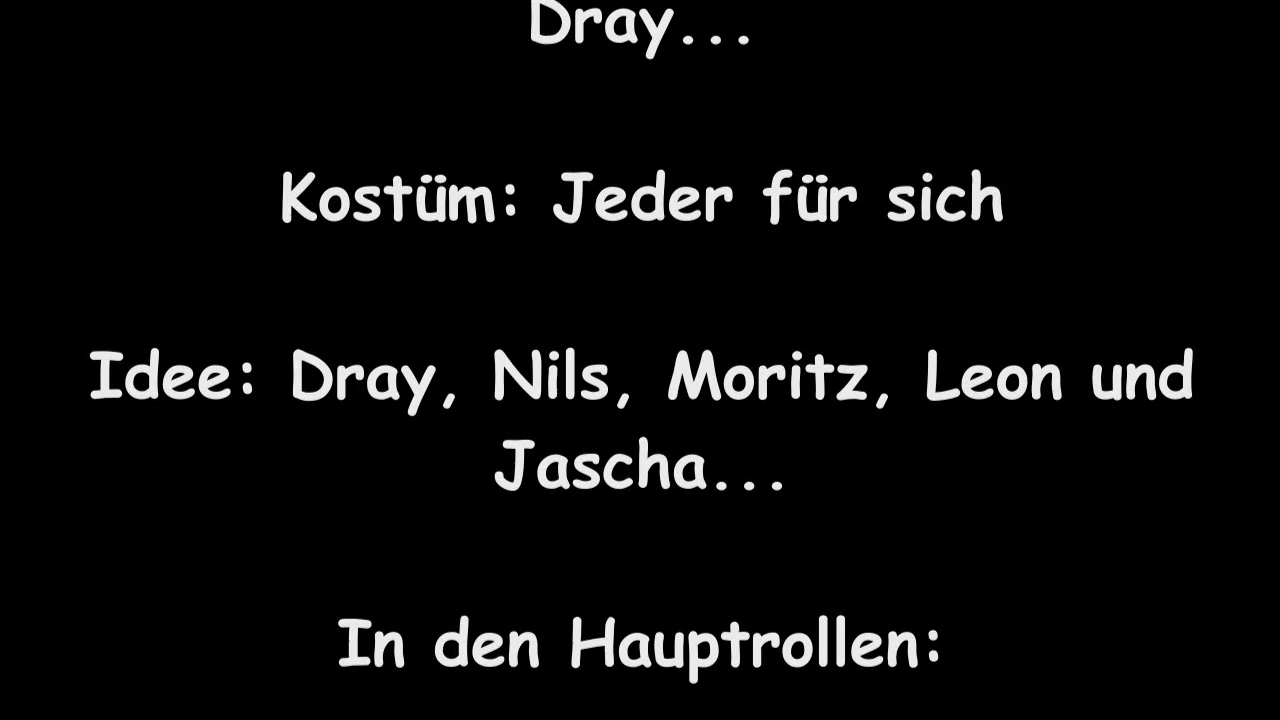 Dray...
Kostüm: Jeder für sich
Idee: Dray, Nils, Moritz, Leon und
Jascha...
In den Hauptrollen: